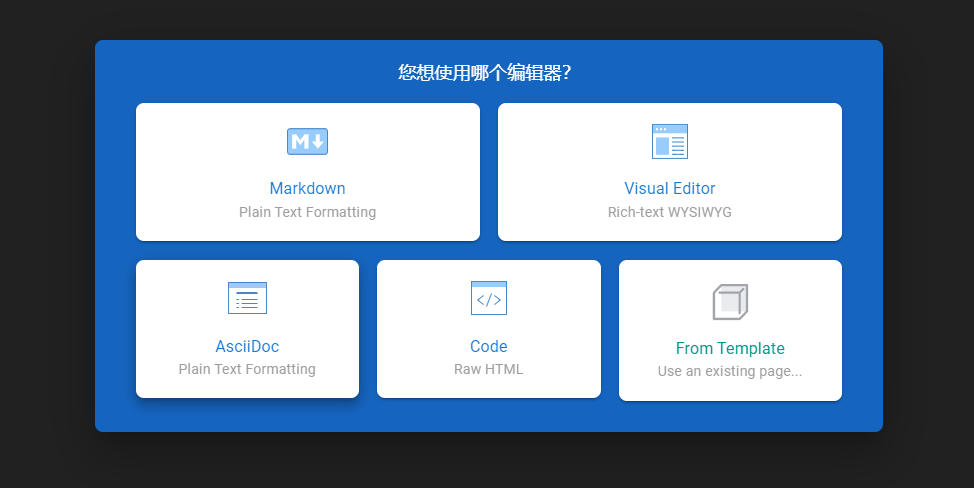 您想使用哪个编辑器?
M
Markdown
Plain Text Formatting
Visual Editor
Rich-text WYSIWYG
AsciiDoc
Plain Text Formatting
</>
Code
Raw HTML
From Template
Use an existing page...